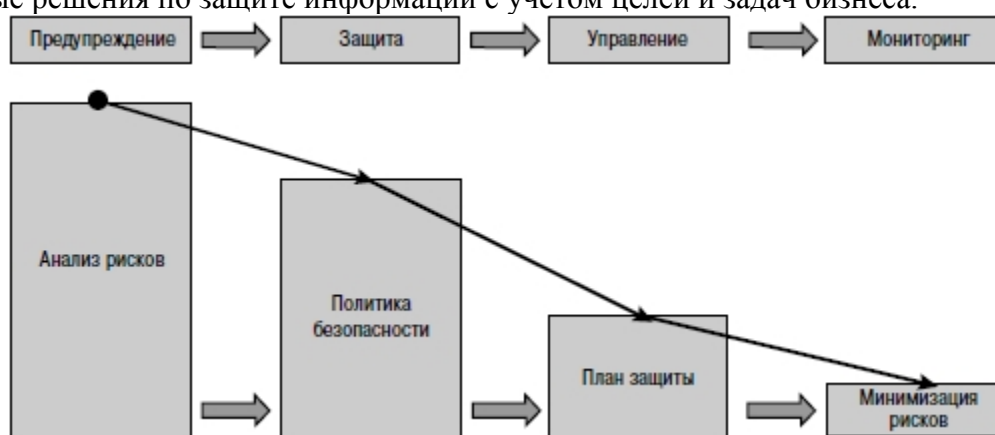 ые решения по защите информации с учетом целей и задач бизнеса.
Предупреждение
Защита
Управление
Мониторинг
Анализ рисков
Политика
безопасности
План защиты
Минимизация
рисков